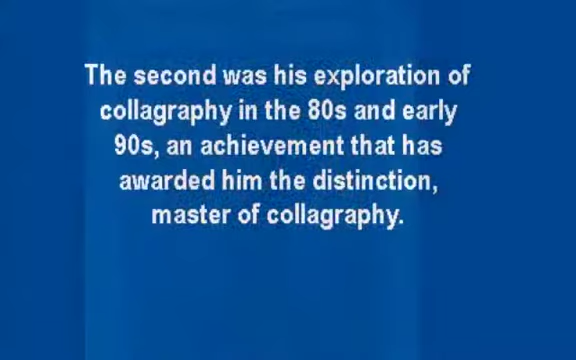 The second was his exploration of
collagraphy in the 80s and early
90s, an achievement that has
awarded him the distinction,
master of collagraphy.